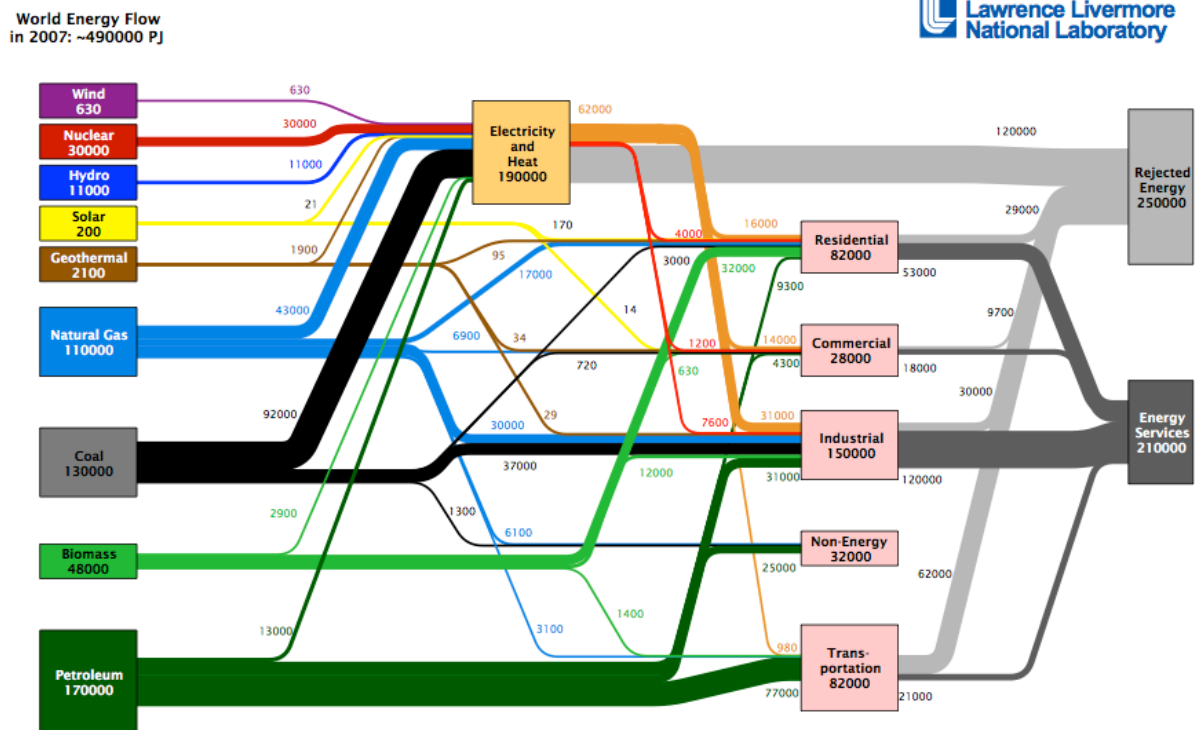 World Energy Flow
in 2007: ~490000 PJ
Lawrence Livermore
National Laboratory
Wind
630
630
Nuclear
30000
30000
Hydro
11000
11000
Solar
200
21
Geothermal
2100
1900
Natural Gas
110000
43000
Coal
130000
92000
Biomass
48000
2900
Petroleum
170000
13000
Electricity
and
Heat
190000
62000
120000
170
95
17000
6900
34
14
720
29
30000
37000
1300
6100
3100
1400
12000
630
32000
3000
4000
16000
9300
1200
14000
4300
7600
31000
31000
25000
980
77000
Residential
82000
Commercial
28000
Industrial
150000
Non-Energy
32000
Trans-
portation
82000
29000
53000
9700
18000
30000
120000
62000
21000
Rejected
Energy
250000
Energy
Services
210000